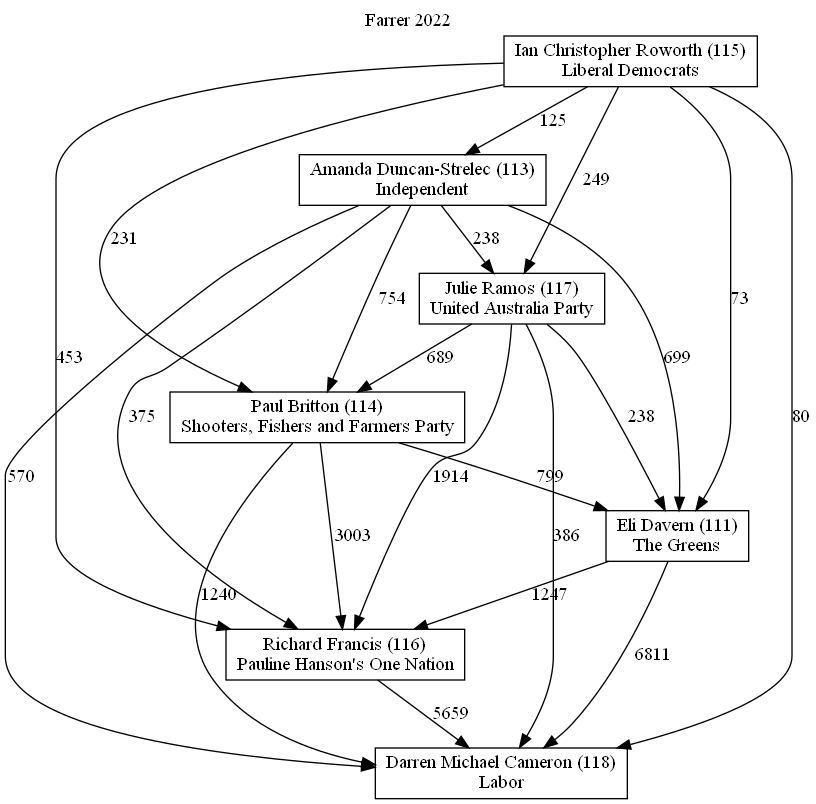 Farrer 2022
Ian Christopher Roworth (115)
Liberal Democrats
125
Amanda Duncan-Strelec (113)
Independent
249
231
238
Julie Ramos (117)
United Australia Party
754
73
453
689
699
Paul Britton (114)
Shooters, Fishers and Farmers Party
375
238
80
570
1914
799
Eli Davern (111)
The Greens
3003
386
1240
1247
Richard Francis (116)
Pauline Hanson's One Nation
6811
5659
Darren Michael Cameron (118)
Labor